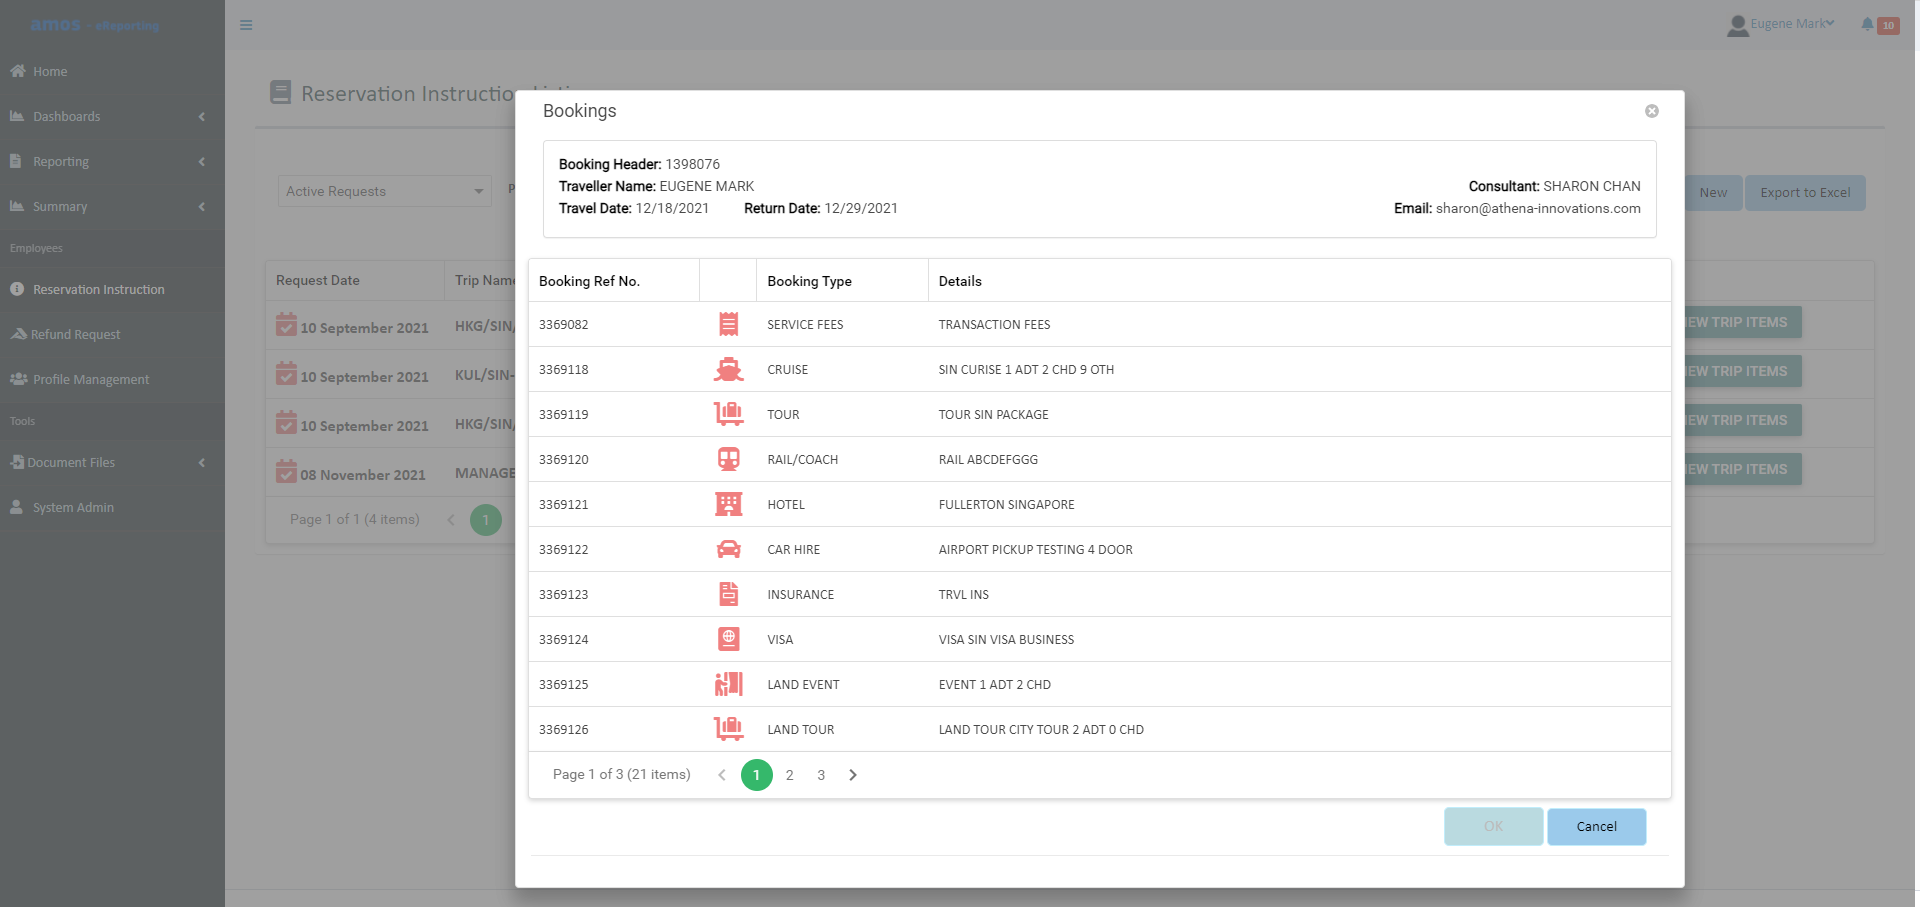 amos - eReporting
Eugene Mark
10
Home
Dashboards
Reporting
Summary
Employees
Reservation Instruction
Refund Request
Profile Management
Tools
Document Files
System Admin
Reservation Instruction
Active Requests
P
New
Export to Excel
Request Date
Trip Name
10 September 2021
HKG/SIN/
EW TRIP ITEMS
10 September 2021
KUL/SIN-
EW TRIP ITEMS
10 September 2021
HKG/SIN/
EW TRIP ITEMS
08 November 2021
MANAGE
EW TRIP ITEMS
Page 1 of 1 (4 items)
1
Bookings
Booking Header: 1398076
Traveller Name: EUGENE MARK
Consultant: SHARON CHAN
Travel Date: 12/18/2021 Return Date: 12/29/2021
Email: sharon@athena-innovations.com
Booking Ref No. Booking Type Details
3369082 SERVICE FEES TRANSACTION FEES
3369118 CRUISE SIN CURISE 1 ADT 2 CHD 9 OTH
3369119 TOUR TOUR SIN PACKAGE
3369120 RAIL/COACH RAIL ABCDEFGGG
3369121 HOTEL FULLERTON SINGAPORE
3369122 CAR HIRE AIRPORT PICKUP TESTING 4 DOOR
3369123 INSURANCE TRVL INS
3369124 VISA VISA SIN VISA BUSINESS
3369125 LAND EVENT EVENT 1 ADT 2 CHD
3369126 LAND TOUR LAND TOUR CITY TOUR 2 ADT 0 CHD
Page 1 of 3 (21 items) 1 2 3
OK Cancel